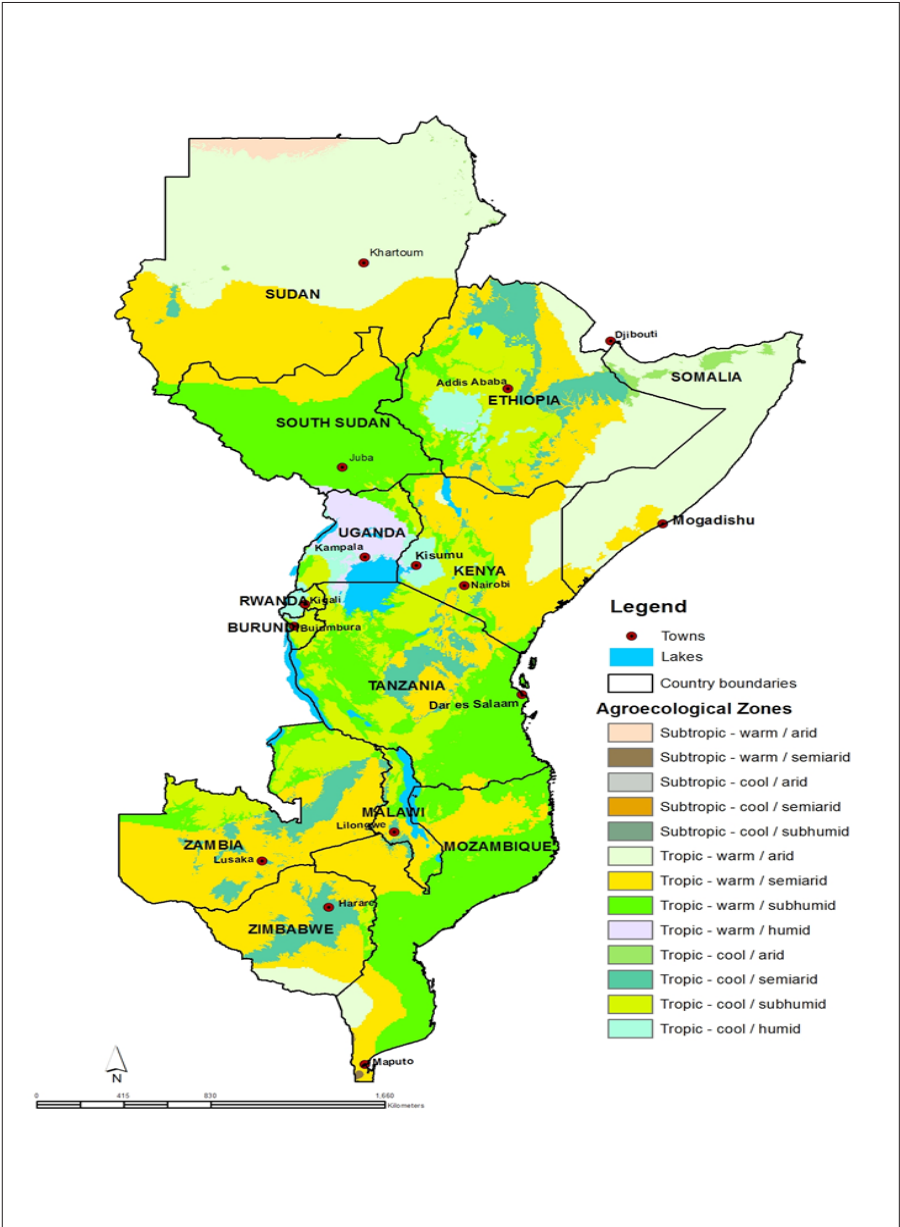 Khartoum
SUDAN
Djibouti
SOMALIA
Addis Ababa
ETHIOPIA
SOUTH SUDAN
Juba
Mogadishu
UGANDA
Kampala
Kisumu
KENYA
Nairobi
RWANDA
Kigali
BURUNDI
Bujambura
TANZANIA
Dar es Salaam
MALAWI
Lilongwe
ZAMBIA
Lusaka
MOZAMBIQUE
Harare
ZIMBABWE
Maputo
Legend
Towns
Lakes
Country boundaries
Agroecological Zones
Subtropic - warm / arid
Subtropic - warm / semiarid
Subtropic - cool / arid
Subtropic - cool / semiarid
Subtropic - cool / subhumid
Tropic - warm / arid
Tropic - warm / semiarid
Tropic - warm / subhumid
Tropic - warm / humid
Tropic - cool / arid
Tropic - cool / semiarid
Tropic - cool / subhumid
Tropic - cool / humid
N
0 415 830 1,660
Kilometers